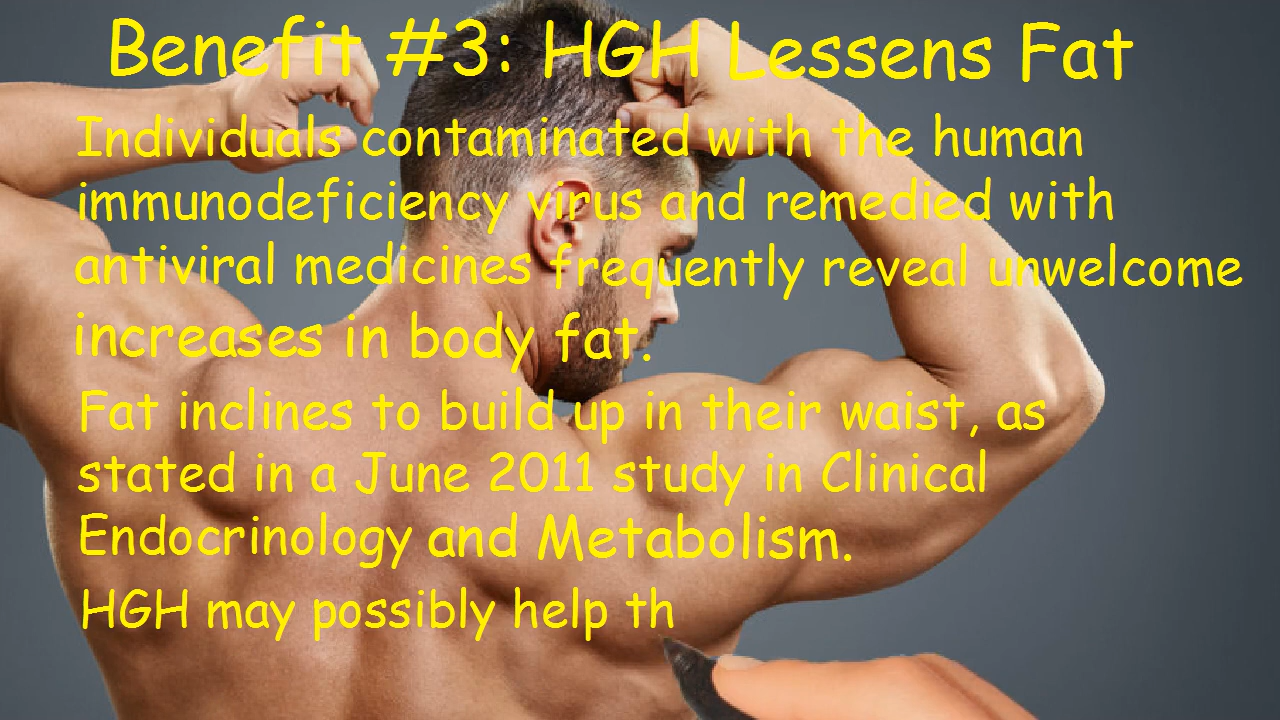 Benefit #3: HGH Lessens Fat
Individuals contaminated with the human
immunodeficiency virus and remedied with
antiviral medicines frequently reveal unwelcome
increases in body fat.
Fat inclines to build up in their waist, as
stated in a June 2011 study in Clinical
Endocrinology and Metabolism.
HGH may possibly help th